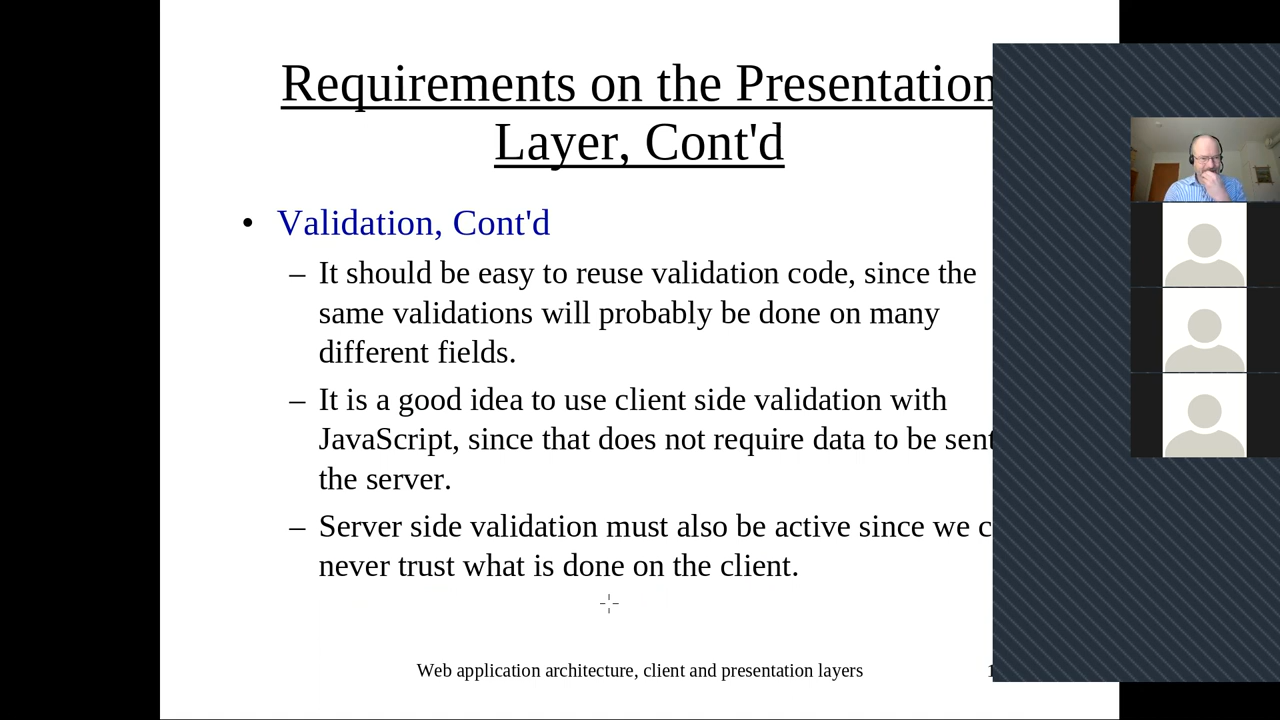 Requirements on the Presentation
Layer, Cont'd
• Validation, Cont'd
– It should be easy to reuse validation code, since the
same validations will probably be done on many
different fields.
– It is a good idea to use client side validation with
JavaScript, since that does not require data to be sent
the server.
– Server side validation must also be active since we
never trust what is done on the client.
Web application architecture, client and presentation layers